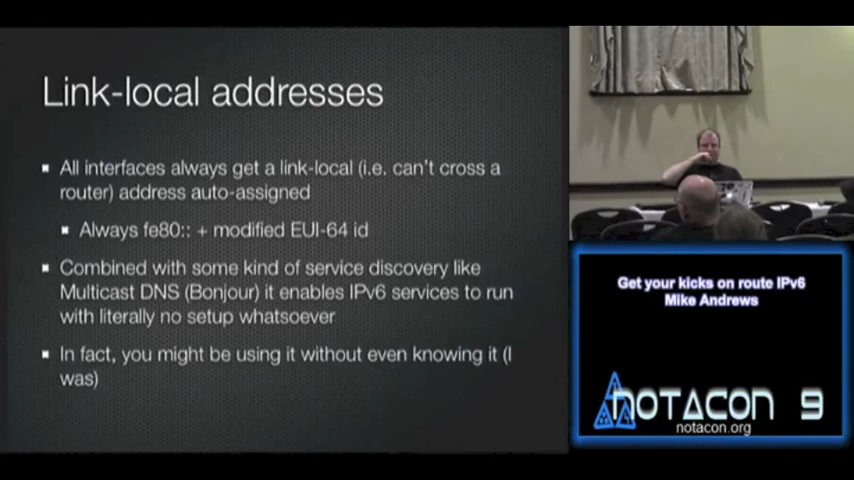 Link-local addresses
All interfaces always get a link-local (i.e. can't cross a
router) address auto-assigned
Always fe80:: + modified EUI-64 id
Combined with some kind of service discovery like
Multicast DNS (Bonjour) it enables IPv6 services to run
with literally no setup whatsoever
In fact, you might be using it without even knowing it (I
was)
Get your kicks on route IPv6
Mike Andrews
NOTACON 9
notacon.org